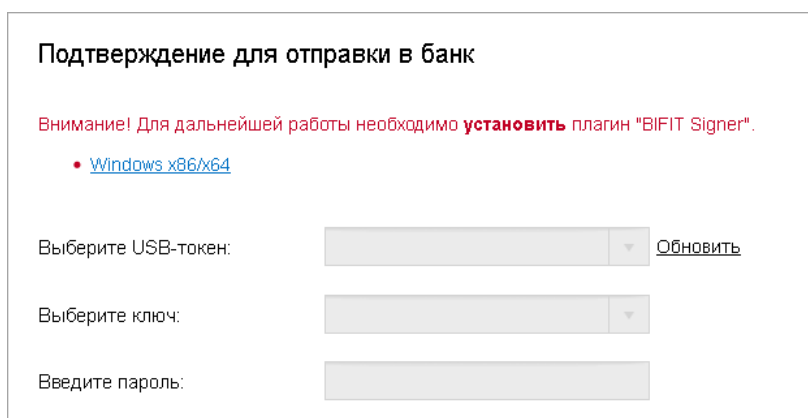 Подтверждение для отправки в банк
Внимание! Для дальнейшей работы необходимо установить плагин "BIFIT Signer".
• Windows x86/x64
Выберите USB-токен:
Обновить
Выберите ключ:
Введите пароль: